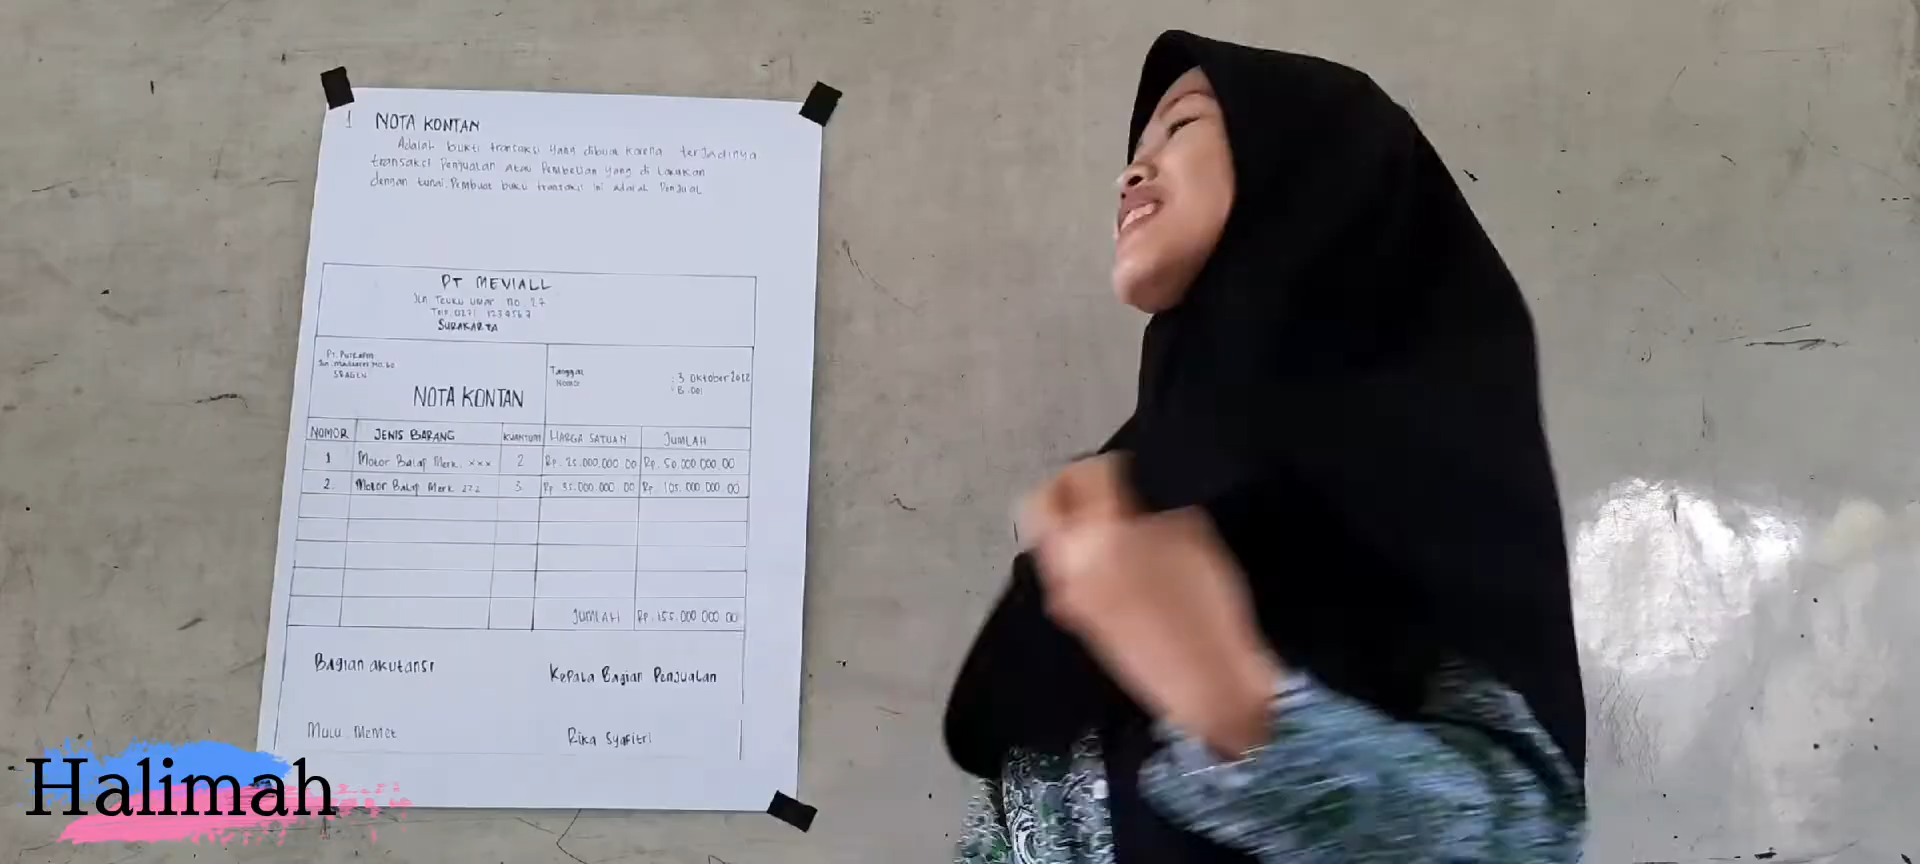 1 NOTA KONTAN
Adalah bukti transaksi yang dibuat karena terjadinya
transaksi Penjualan atau Pembelian yang di Lakukan
dengan tunai. Pembuat bukti transaksi ini adalah Penjual
PT MEVIALL
Jln Teuku Umar no. 27
Telp. 0271 1234567
SURAKARTA
SRAGEN
NOTA KONTAN
Tanggal : 3 Oktober 2012
Nomor : B.001
NOMOR JENIS BARANG KUANTUM HARGA SATUAN JUMLAH
1 Motor Balap Merk. xxx 2 Rp. 25.000.000.00 Rp. 50.000.000.00
2. Motor Balap Merk zzz 3 Rp 35.000.000.00 Rp. 105.000.000.00
JUMLAH Rp. 155.000.000.00
Bagian akutansi Kepala Bagian Penjualan
Mulu Memet Rika Syafitri
Halimah